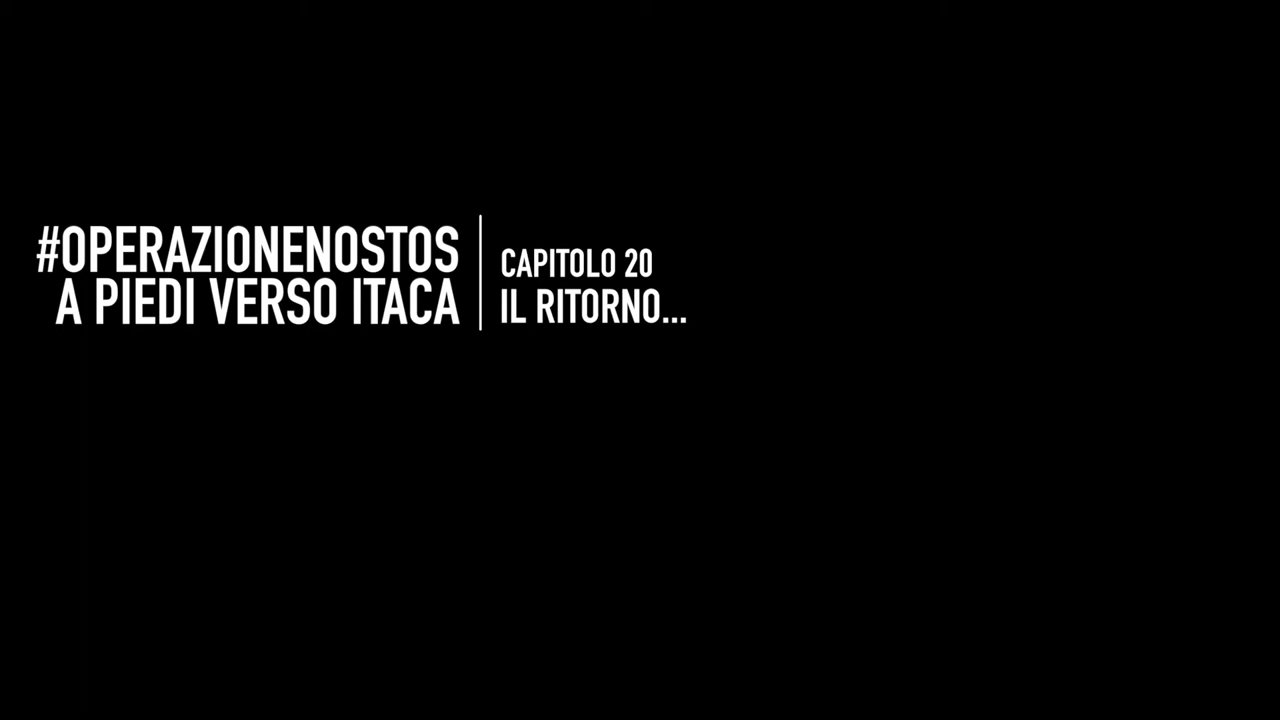 #OPERAZIONENOSTOS
A PIEDI VERSO ITACA
CAPITOLO 20
IL RITORNO...